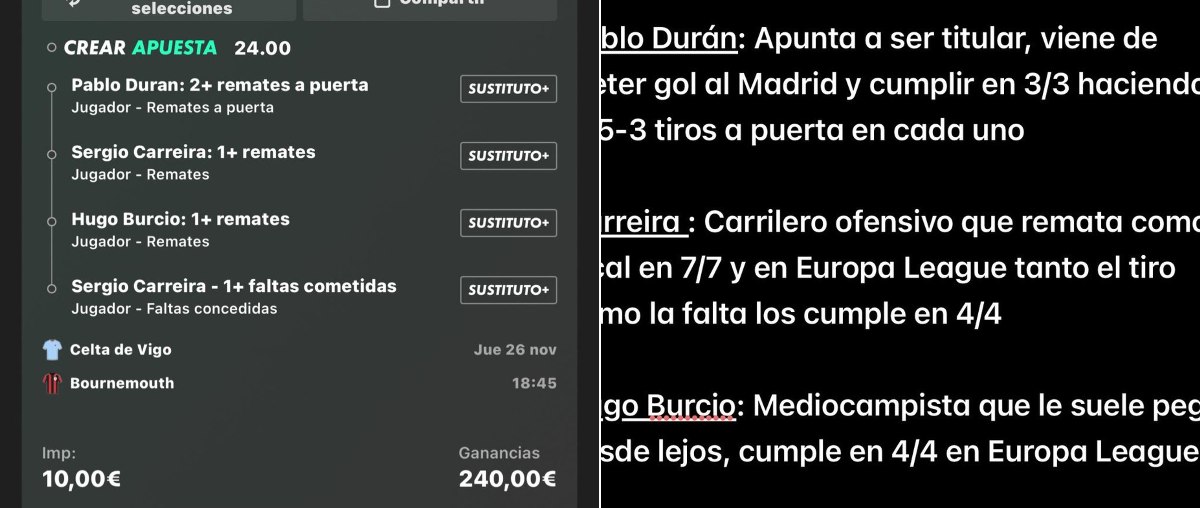 selecciones
Compartir
CREAR APUESTA 24.00
Pablo Duran: 2+ remates a puerta
SUSTITUTO+
Jugador - Remates a puerta
Sergio Carreira: 1+ remates
SUSTITUTO+
Jugador - Remates
Hugo Burcio: 1+ remates
SUSTITUTO+
Jugador - Remates
Sergio Carreira - 1+ faltas cometidas
SUSTITUTO+
Jugador - Faltas concedidas
Celta de Vigo
Jue 26 nov
Bournemouth
18:45
Imp:
Ganancias
10,00€
240,00€
blo Durán: Apunta a ser titular, viene de
eter gol al Madrid y cumplir en 3/3 haciendo
5-3 tiros a puerta en cada uno
rreira : Carrilero ofensivo que remata como
cal en 7/7 y en Europa League tanto el tiro
mo la falta los cumple en 4/4
go Burcio: Mediocampista que le suele peg
sde lejos, cumple en 4/4 en Europa League